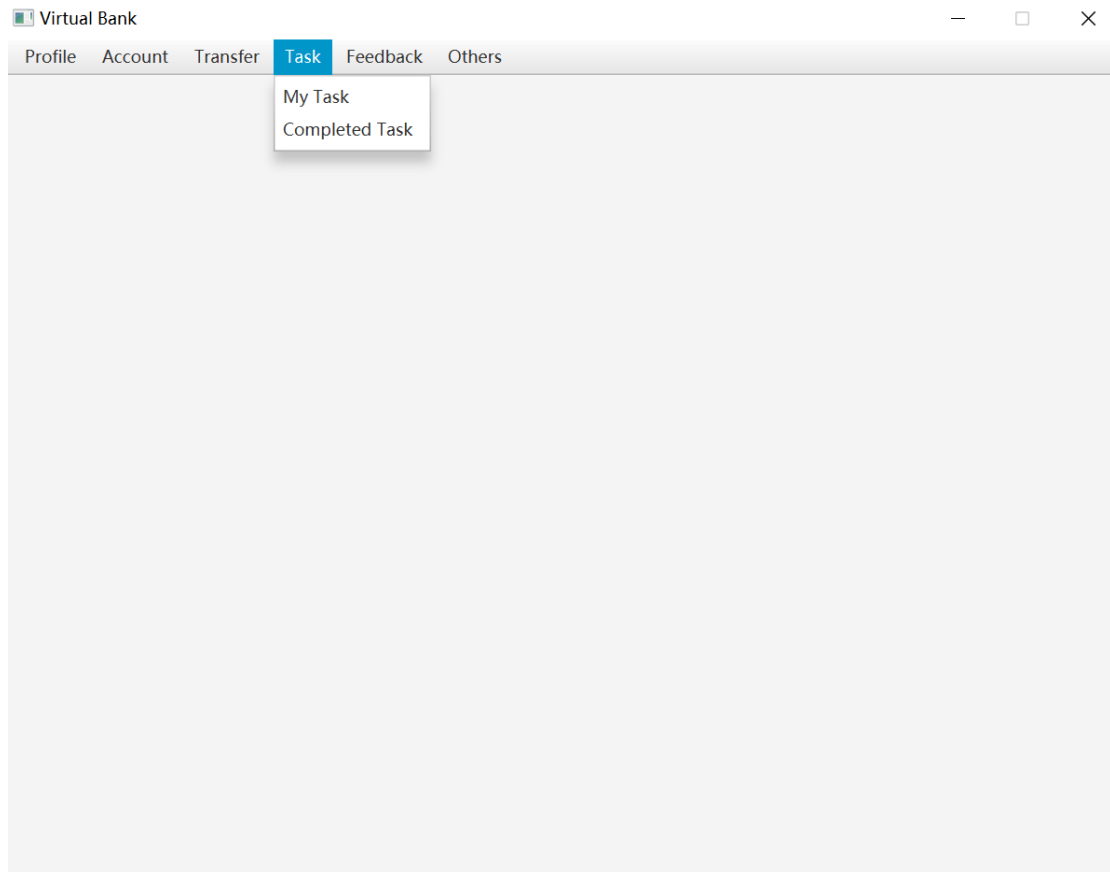 Virtual Bank
Profile Account Transfer Task Feedback Others
My Task
Completed Task